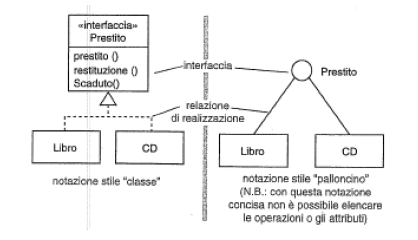 «interfaccia»
Prestito
prestito ()
restituzione ()
Scaduto()
interfaccia
Prestito
relazione
di realizzazione
Libro
CD
Libro
CD
notazione stile "classe"
notazione stile "palloncino"
(N.B.: con questa notazione
concisa non è possibile elencare
le operazioni o gli attributi)